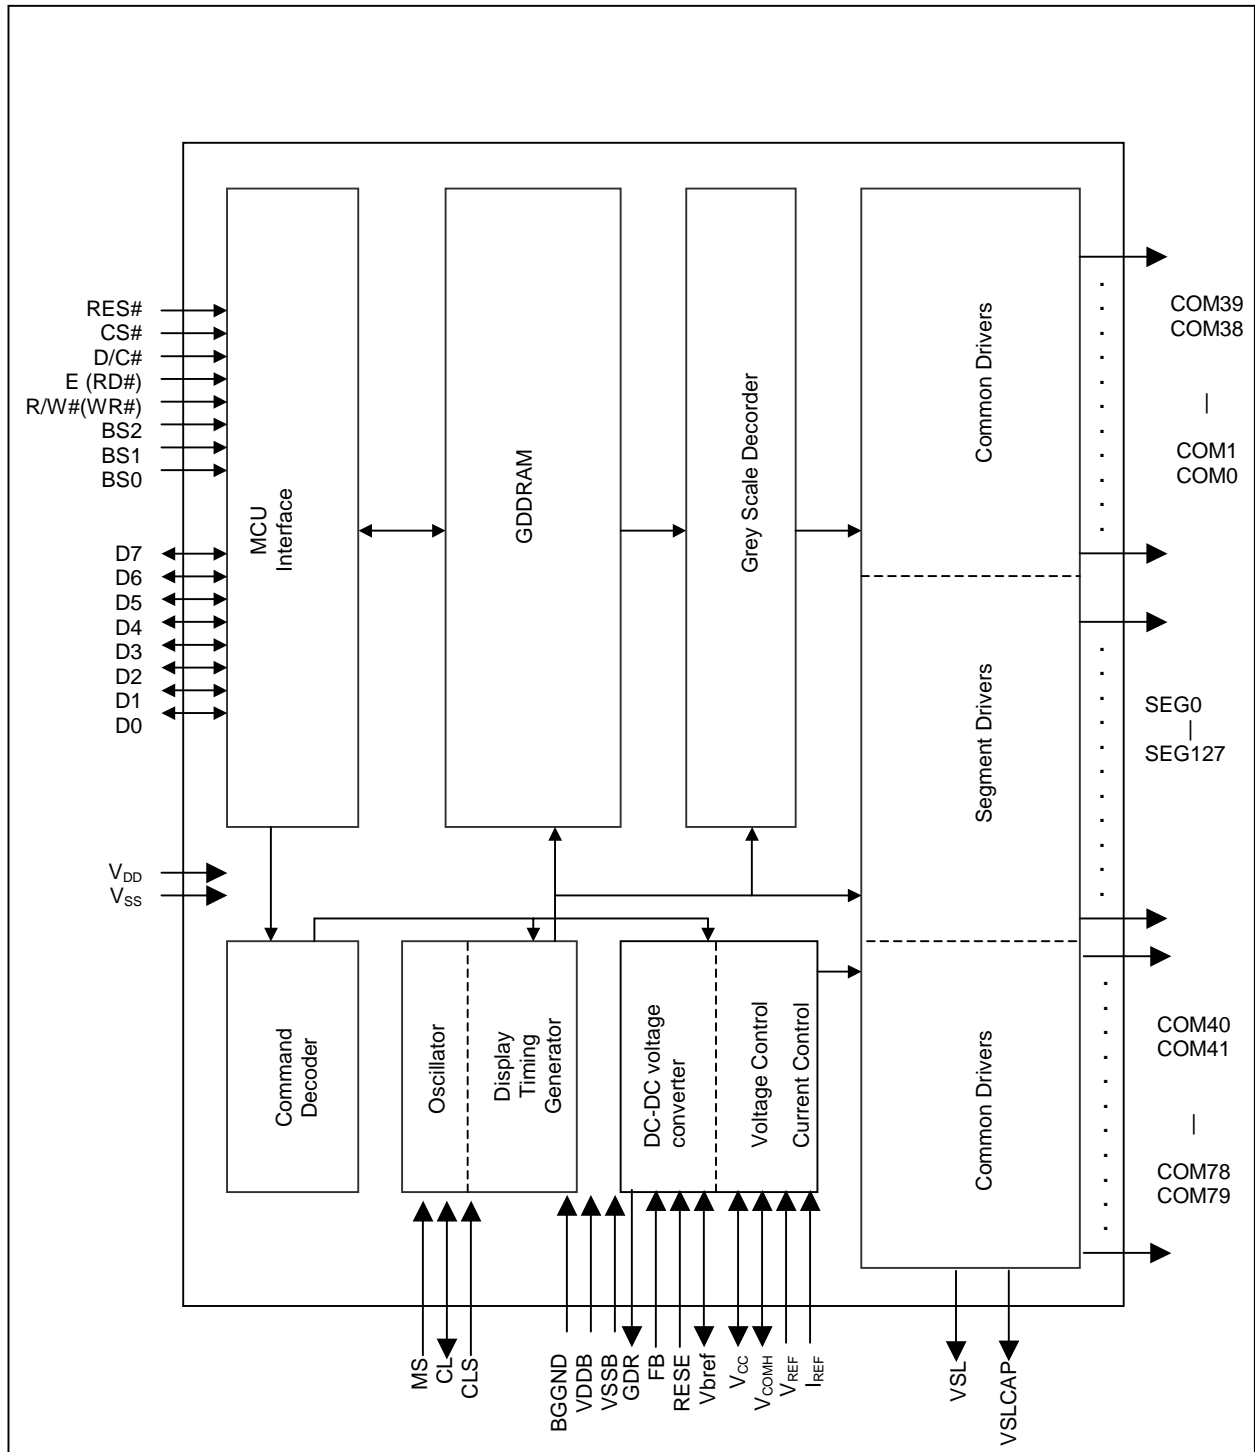 RES#
CS#
D/C#
E (RD#)
R/W#(WR#)
BS2
BS1
BS0
D7
D6
D5
D4
D3
D2
D1
D0
VDD
VSS
MCU
Interface
GDDRAM
Grey Scale Decorder
Common Drivers
Segment Drivers
Common Drivers
COM39
COM38
|
COM1
COM0
SEG0
|
SEG127
COM40
COM41
|
COM78
COM79
Command
Decoder
Oscillator
Display
Timing
Generator
DC-DC voltage
converter
Voltage Control
Current Control
MS
CL
CLS
BGGND
VDDB
VSSB
GDR
FB
RESE
Vbref
VCC
VCOMH
VREF
IREF
VSL
VSLCAP